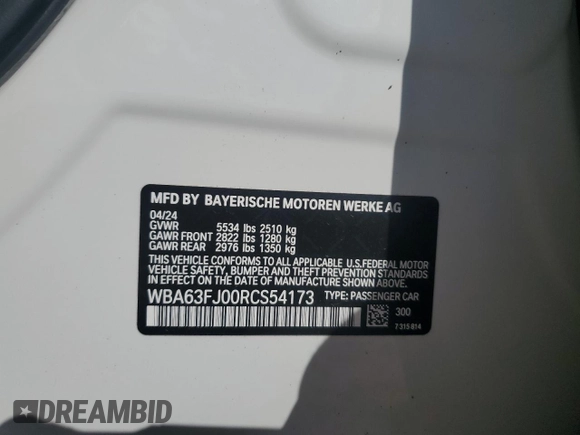 MFD BY BAYERISCHE MOTOREN WERKE AG
04/24
GVWR 5534 lbs 2510 kg
GAWR FRONT 2822 lbs 1280 kg
GAWR REAR 2976 lbs 1350 kg
THIS VEHICLE CONFORMS TO ALL APPLICABLE U.S.FEDERAL MOTOR
VEHICLE SAFETY, BUMPER, AND THEFT PREVENTION STANDARDS
IN EFFECT ON THE DATE OF MANUFACTURE SHOWN ABOVE.
WBA63FJ00RCS54173 TYPE: PASSENGER CAR
300
7 315 814
DREAMBID